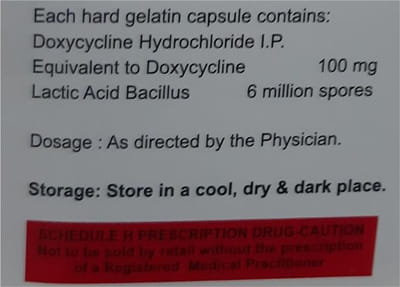 Each hard gelatin capsule contains:
Doxycycline Hydrochloride I.P.
Equivalent to Doxycycline 100 mg
Lactic Acid Bacillus 6 million spores
Dosage : As directed by the Physician.
Storage: Store in a cool, dry & dark place.
SCHEDULE H PRESCRIPTION DRUG-CAUTION
Not to be sold by retail without the prescription
of a Registered Medical Practitioner